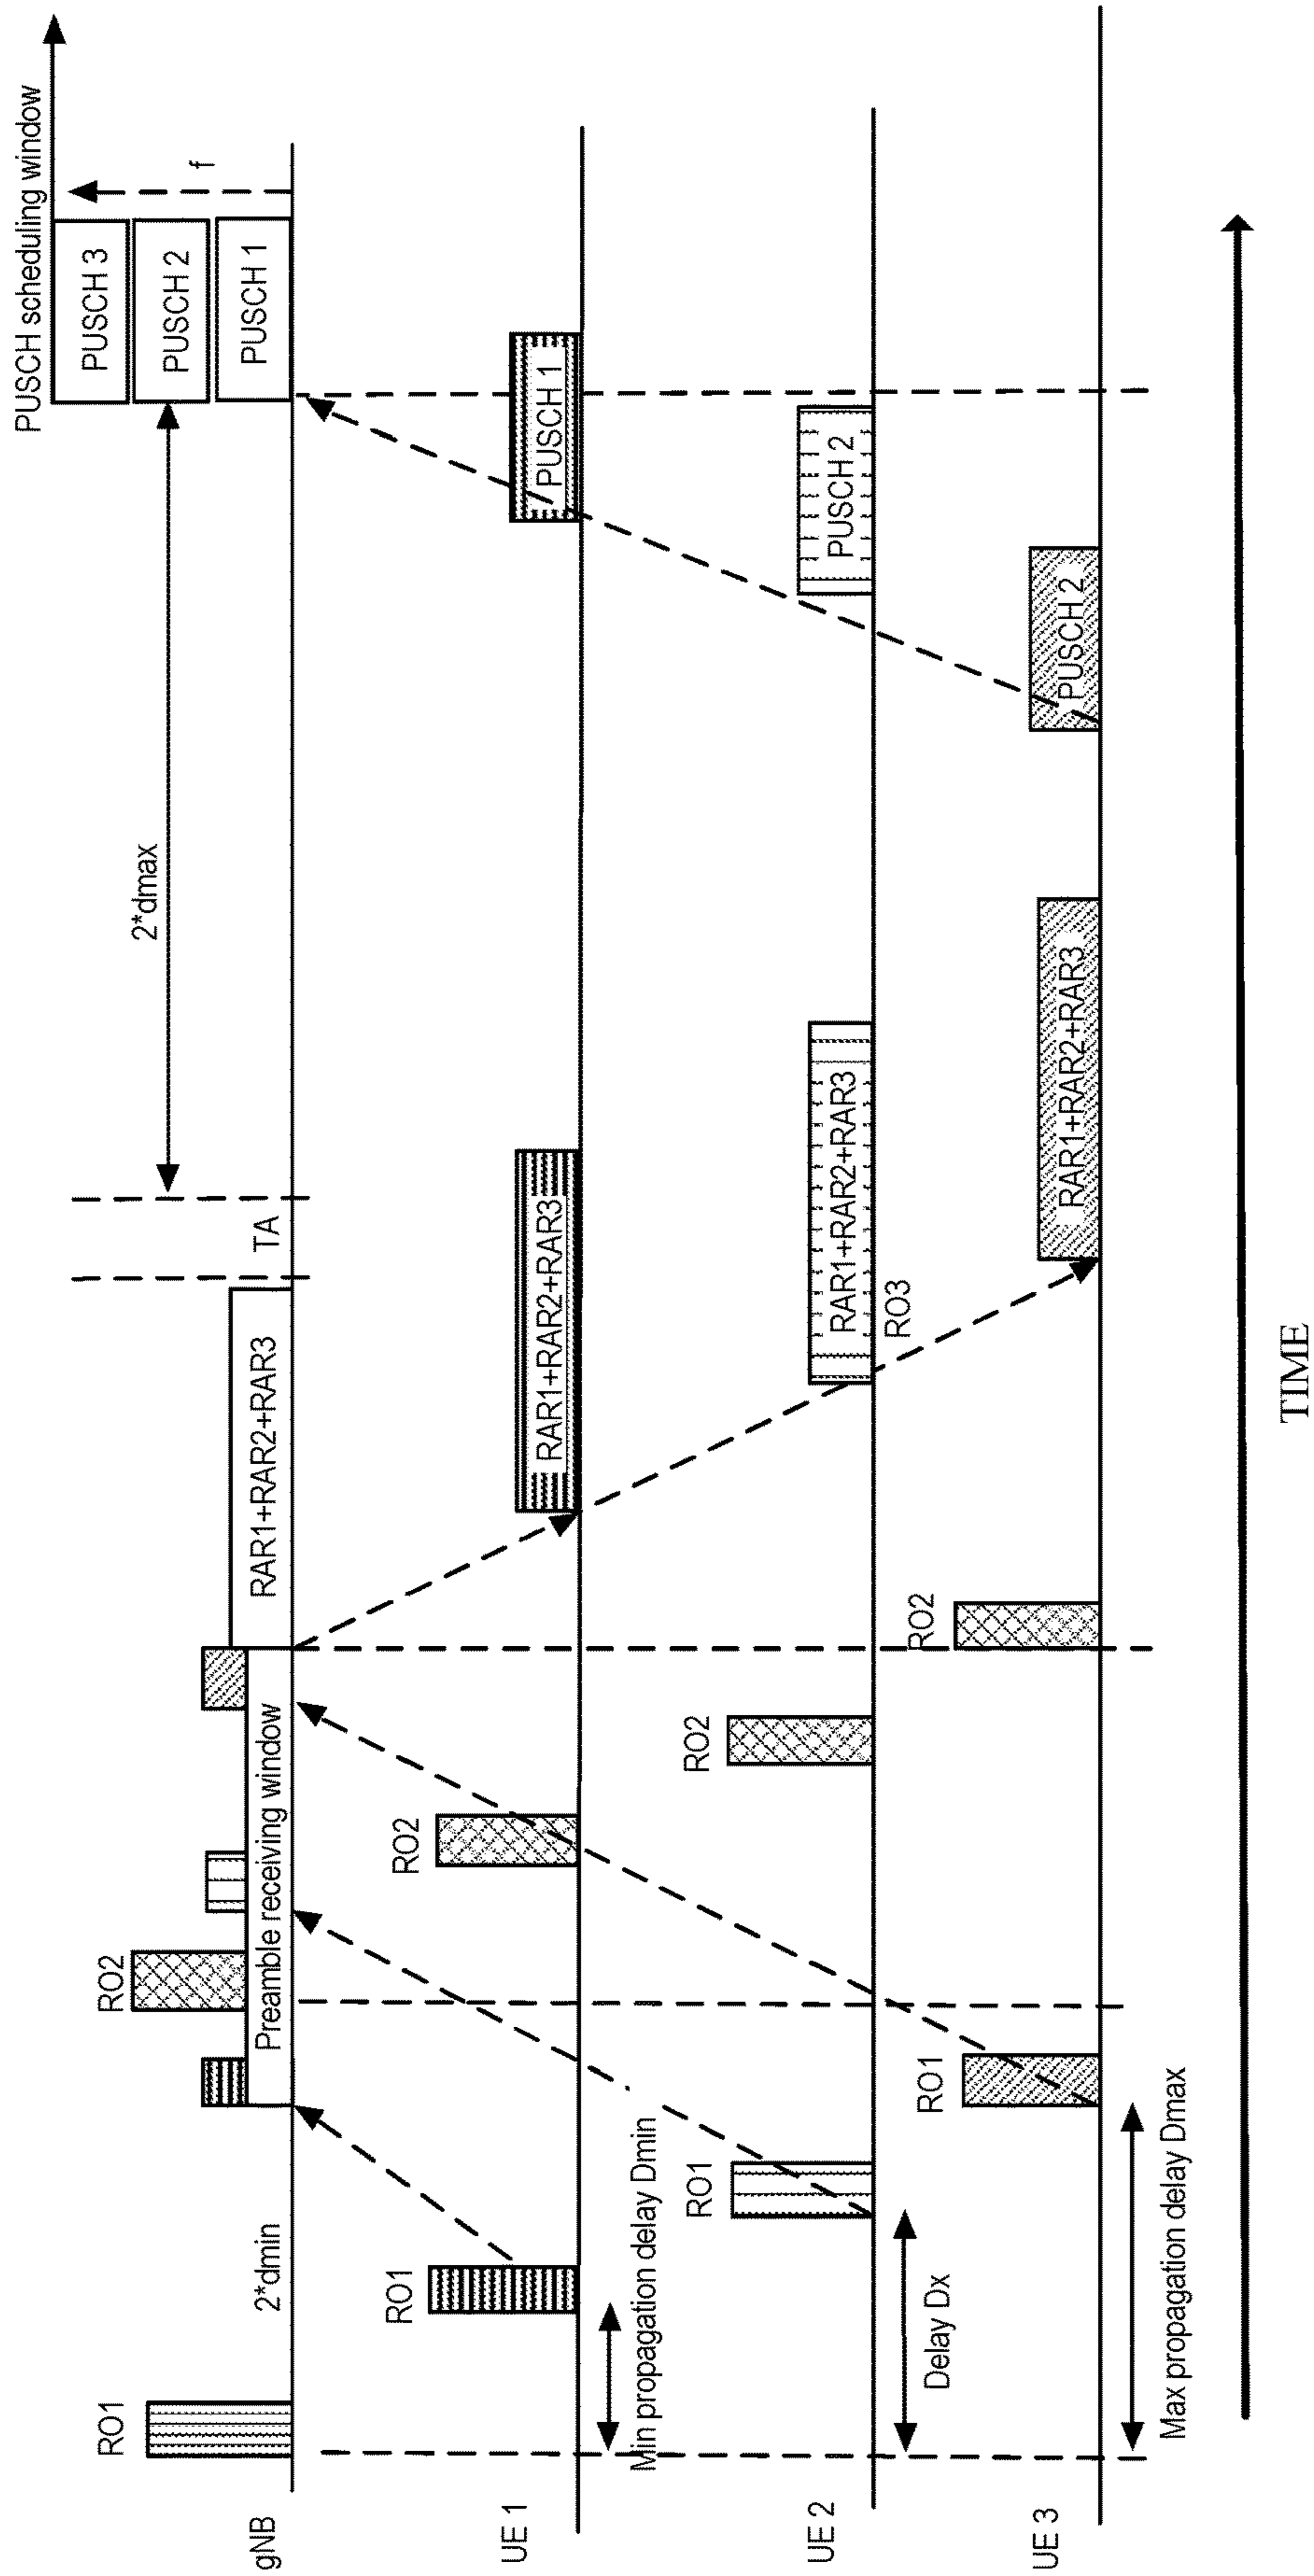 PUSCH scheduling window
RO1
2*dmin
RO2
Preamble receiving window
RAR1+RAR2+RAR3
TA
2*dmax
PUSCH 3
PUSCH 2
PUSCH 1
f
gNB
RO1
RO2
RAR1+RAR2+RAR3
PUSCH 1
UE 1
Min propagation delay Dmin
RO1
RO2
RAR1+RAR2+RAR3
PUSCH 2
UE 2
Delay Dx
RO3
RO1
RO2
RAR1+RAR2+RAR3
PUSCH 2
UE 3
Max propagation delay Dmax
TIME